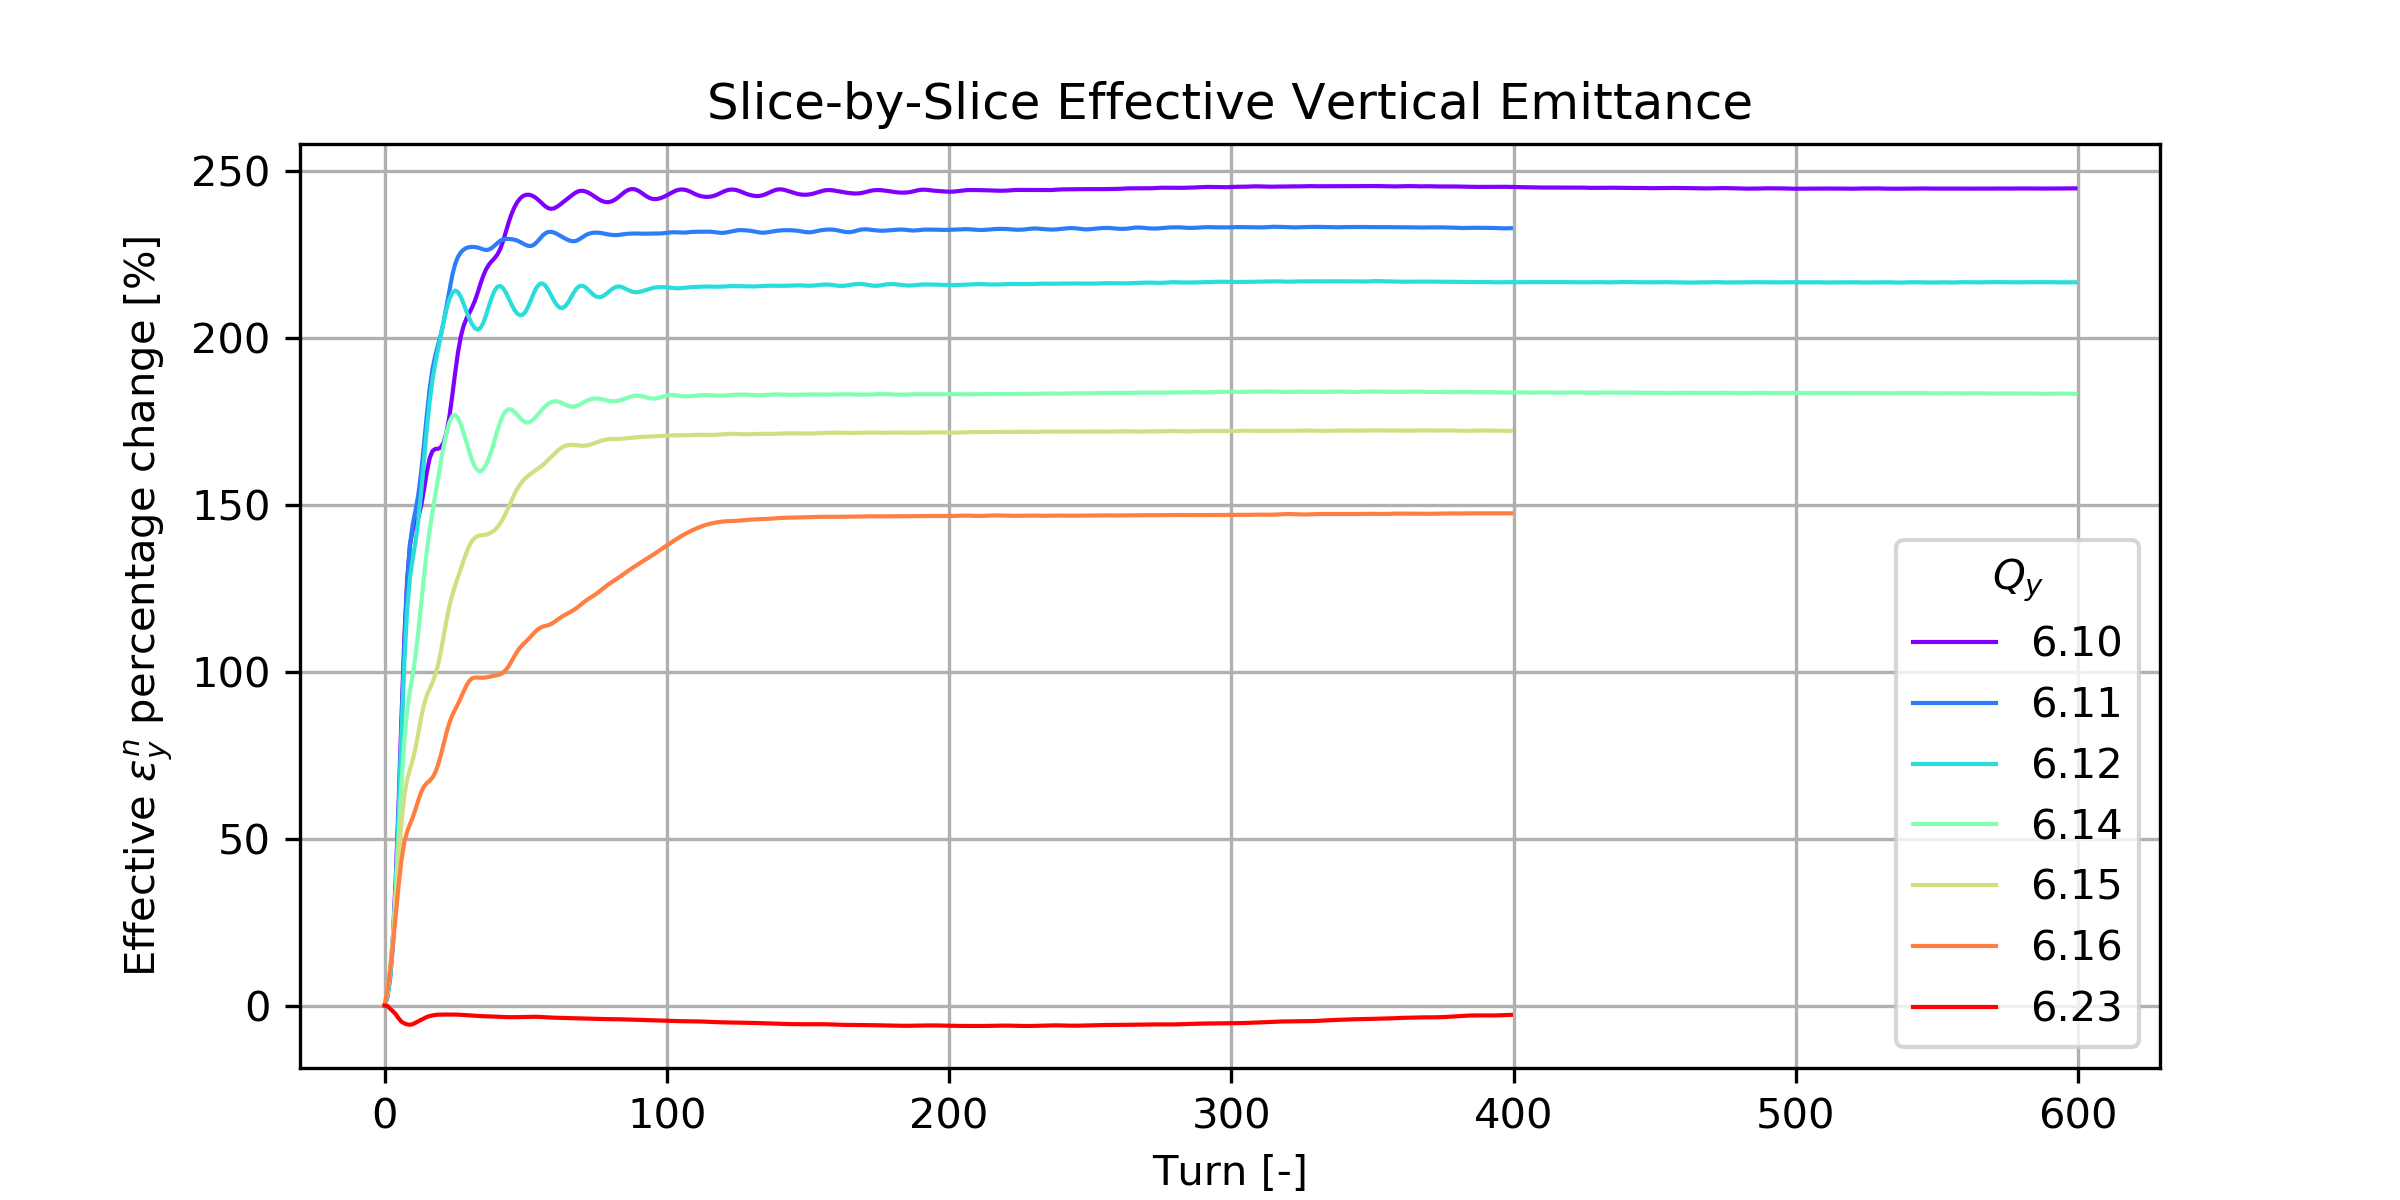 Slice-by-Slice Effective Vertical Emittance
Effective εⁿ_y percentage change [%]
250
200
150
100
50
0
0 100 200 300 400 500 600
Turn [-]
Q_y
6.10
6.11
6.12
6.14
6.15
6.16
6.23